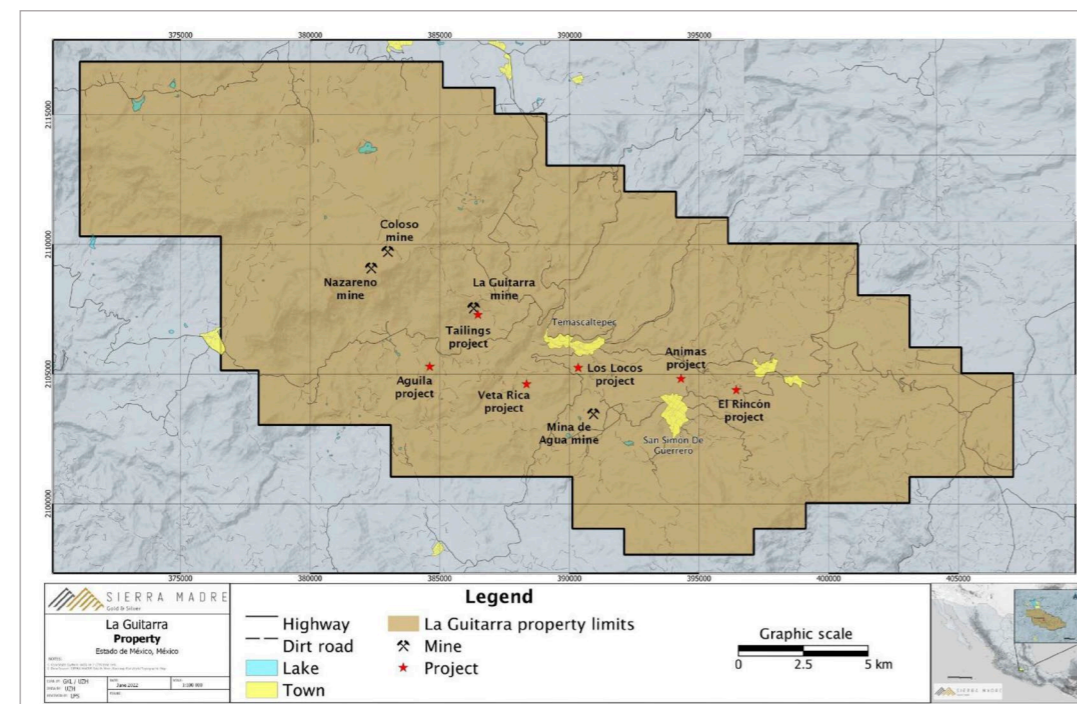 375000 380000 385000 390000 395000
2115000
2110000
2105000
2100000
Coloso
mine
Nazareno
mine
La Guitarra
mine
Tailings
project
Temascaltepec
Animas
project
Los Locos
project
Aguila
project
Veta Rica
project
El Rincón
project
Mina de
Agua mine
San Simón De
Guerrero
375000 380000 385000 390000 395000 400000 405000
SIERRA MADRE
Gold & Silver
La Guitarra
Property
Estado de México, México
June 2022
Legend
Highway
Dirt road
Lake
Town
La Guitarra property limits
Mine
Project
Graphic scale
0 2.5 5 km
SIERRA MADRE